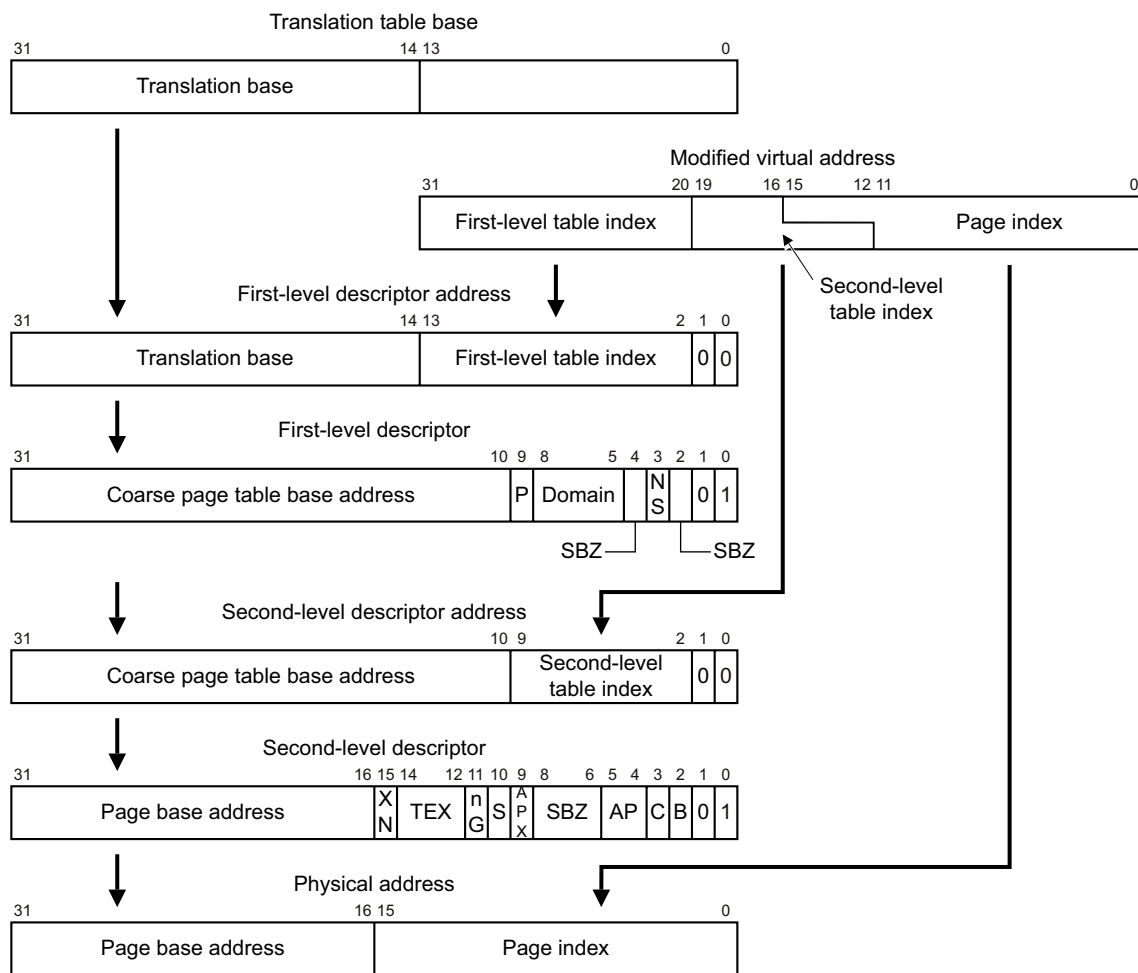 Translation table base
31 14 13 0
Translation base
Modified virtual address
31 20 19 16 15 12 11 0
First-level table index Page index
Second-level
table index
First-level descriptor address
31 14 13 2 1 0
Translation base First-level table index 0 0
First-level descriptor
31 10 9 8 5 4 3 2 1 0
Coarse page table base address P Domain NS 0 1
SBZ SBZ
Second-level descriptor address
31 10 9 2 1 0
Coarse page table base address Second-level table index 0 0
Second-level descriptor
31 16 15 14 12 11 10 9 8 6 5 4 3 2 1 0
Page base address XN TEX nG S APX SBZ AP C B 0 1
Physical address
31 16 15 0
Page base address Page index